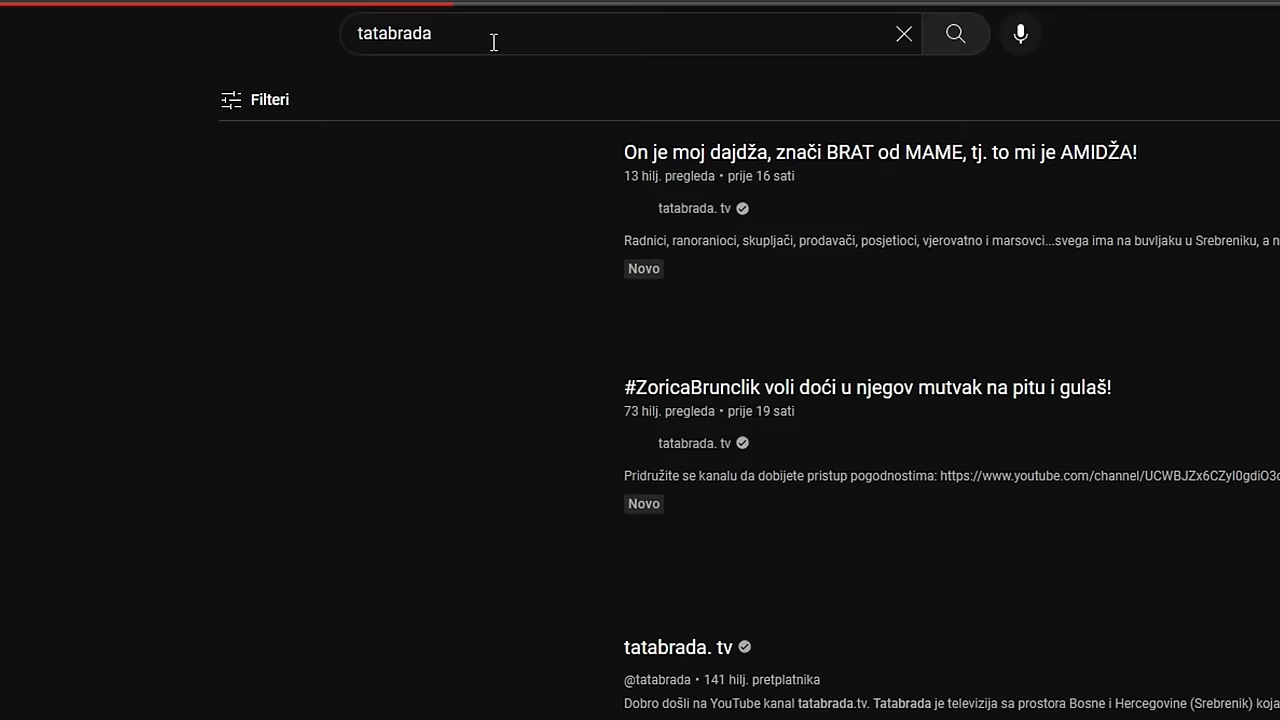 tatabrada
Filteri
On je moj dajdža, znači BRAT od MAME, tj. to mi je AMIDŽA!
13 hilj. pregleda • prije 16 sati
tatabrada. tv
Radnici, ranoranioci, skupljači, prodavači, posjetioci, vjerovatno i marsovci...svega ima na buvljaku u Srebreniku, a n
Novo
#ZoricaBrunclik voli doći u njegov mutvak na pitu i gulaš!
73 hilj. pregleda • prije 19 sati
tatabrada. tv
Pridružite se kanalu da dobijete pristup pogodnostima: https://www.youtube.com/channel/UCWBJZx6CZyI0gdiO3c
Novo
tatabrada. tv
@tatabrada • 141 hilj. pretplatnika
Dobro došli na YouTube kanal tatabrada.tv. Tatabrada je televizija sa prostora Bosne i Hercegovine (Srebrenik) koja